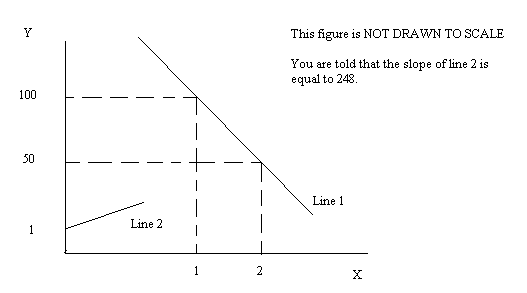 Y
This figure is NOT DRAWN TO SCALE
You are told that the slope of line 2 is
equal to 248.
100
50
Line 1
Line 2
1
1
2
X